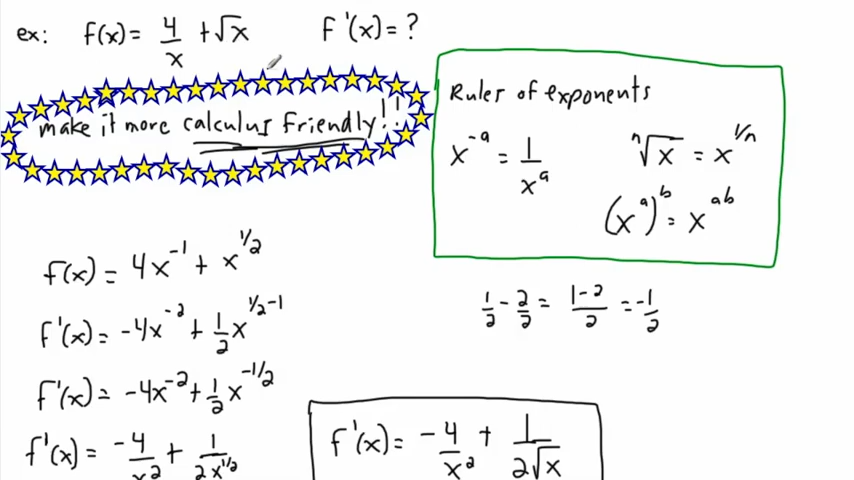 ex: f(x) = 4/x + √x f'(x) = ?
make it more calculus friendly!!
Rules of exponents
x^-a = 1/x^a
ⁿ√x = x^1/n
(x^a)^b = x^ab
f(x) = 4x^-1 + x^1/2
f'(x) = -4x^-2 + 1/2 x^1/2-1
1/2 - 2/2 = 1-2/2 = -1/2
f'(x) = -4x^-2 + 1/2 x^-1/2
f'(x) = -4/x^2 + 1/2x^1/2
f'(x) = -4/x^2 + 1/2√x